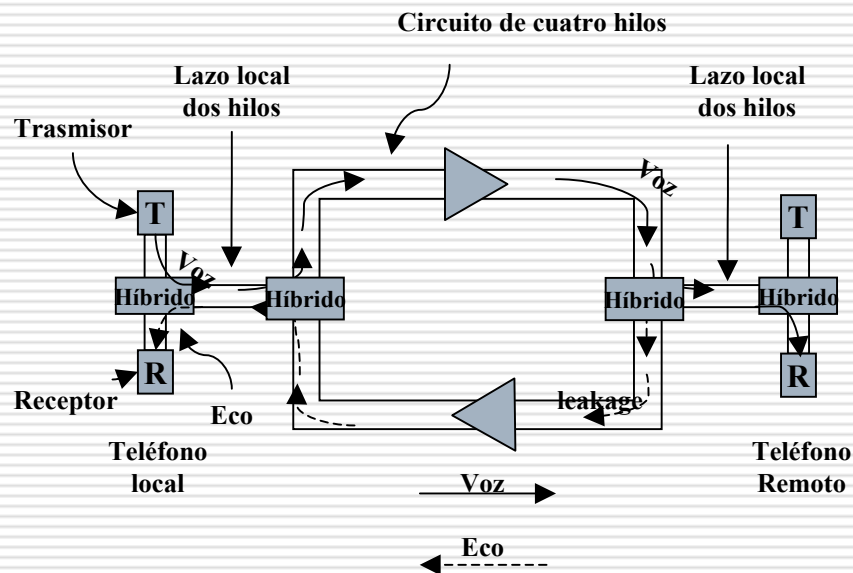 Circuito de cuatro hilos
Lazo local
dos hilos
Lazo local
dos hilos
Trasmisor
Voz
T
T
Voz
Híbrido
Híbrido
Híbrido
Híbrido
R
R
Receptor
Eco
leakage
Teléfono
local
Teléfono
Remoto
Voz
Eco